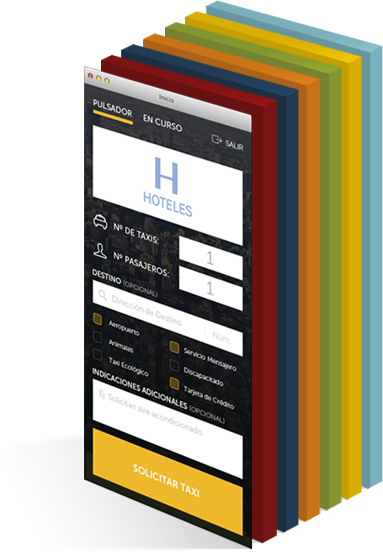 Inicio
PULSADOR
EN CURSO
SALIR
H
HOTELES
Nº DE TAXIS:
1
Nº PASAJEROS:
1
DESTINO (OPCIONAL)
Dirección de Destino
Núm.
Aeropuerto
Servicio Mensajero
Animales
Discapacitado
Taxi Ecológico
Tarjeta de Crédito
INDICACIONES ADICIONALES (OPCIONAL)
Ej: Solicitan aire acondicionado
SOLICITAR TAXI